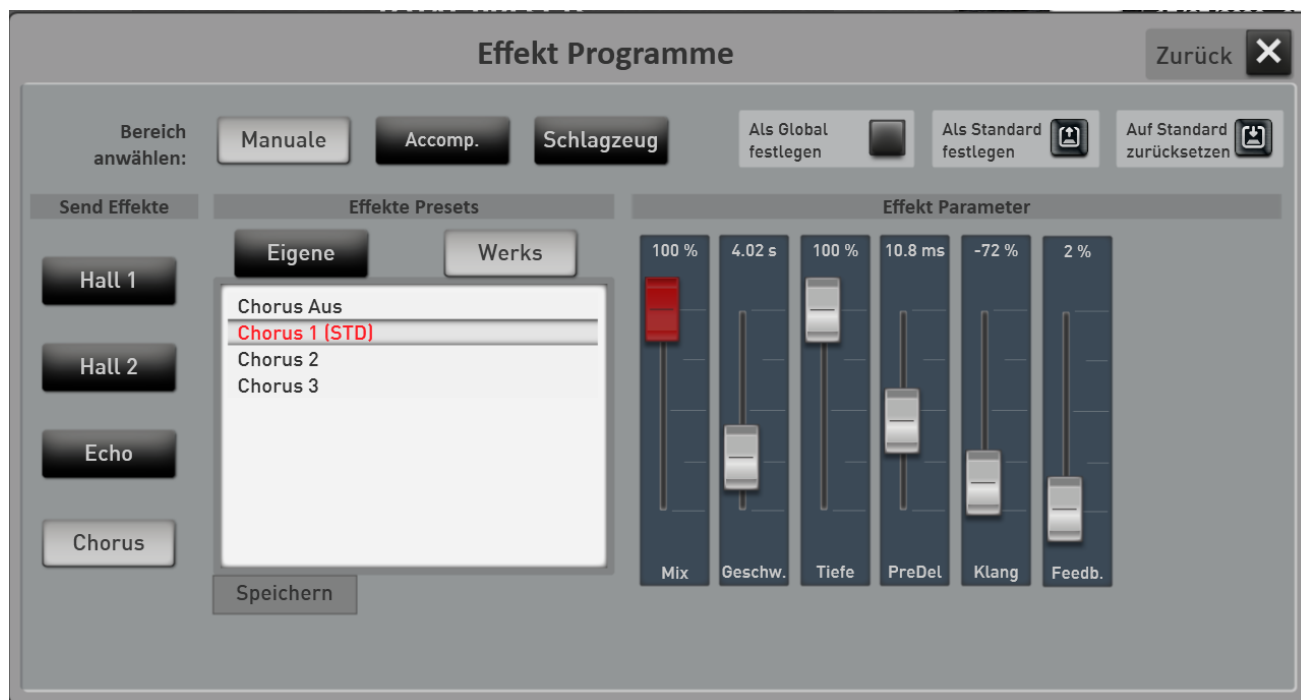 Effekt Programme
Zurück
Bereich
anwählen:
Manuale
Accomp.
Schlagzeug
Als Global
festlegen
Als Standard
festlegen
Auf Standard
zurücksetzen
Send Effekte
Effekte Presets
Effekt Parameter
Hall 1
Hall 2
Echo
Chorus
Eigene
Werks
Chorus Aus
Chorus 1 (STD)
Chorus 2
Chorus 3
Speichern
100 %
4.02 s
100 %
10.8 ms
-72 %
2 %
Mix
Geschw.
Tiefe
PreDel
Klang
Feedb.